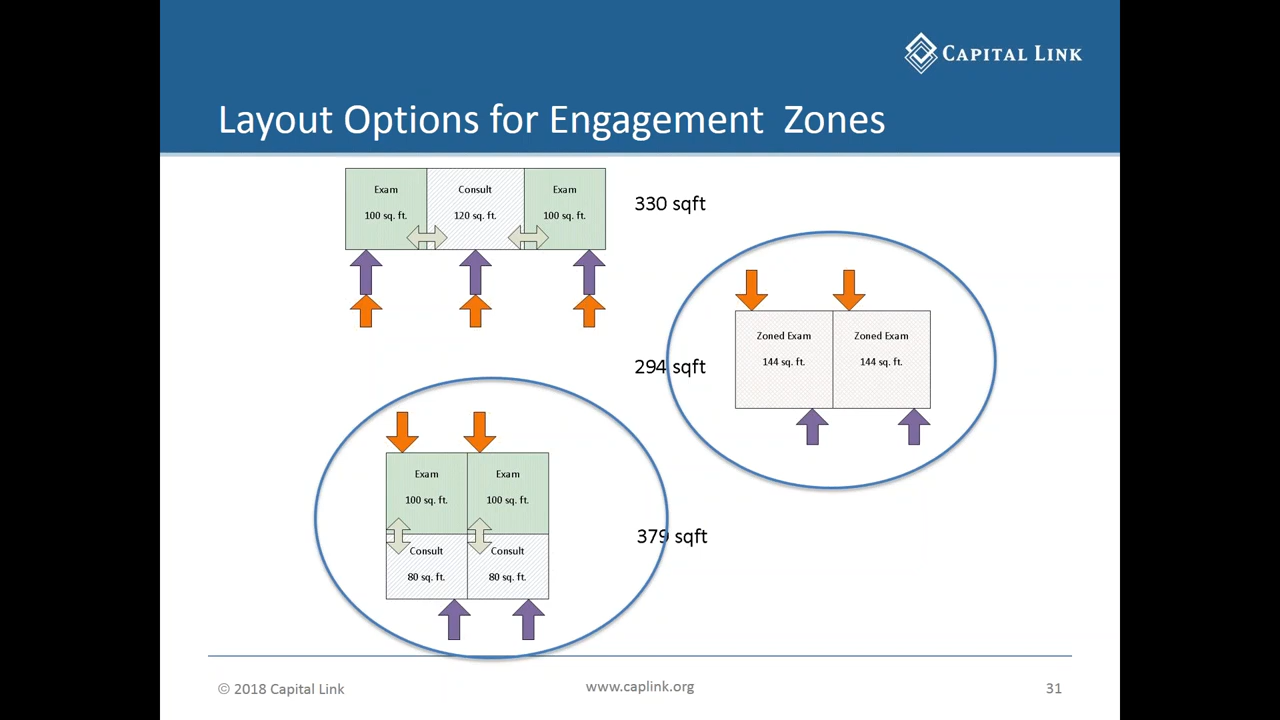 CAPITAL LINK
Layout Options for Engagement Zones
Exam Consult Exam
100 sq. ft. 120 sq. ft. 100 sq. ft.
330 sqft
Zoned Exam Zoned Exam
144 sq. ft. 144 sq. ft.
294 sqft
Exam Exam
100 sq. ft. 100 sq. ft.
Consult Consult
80 sq. ft. 80 sq. ft.
379 sqft
© 2018 Capital Link
www.caplink.org
31